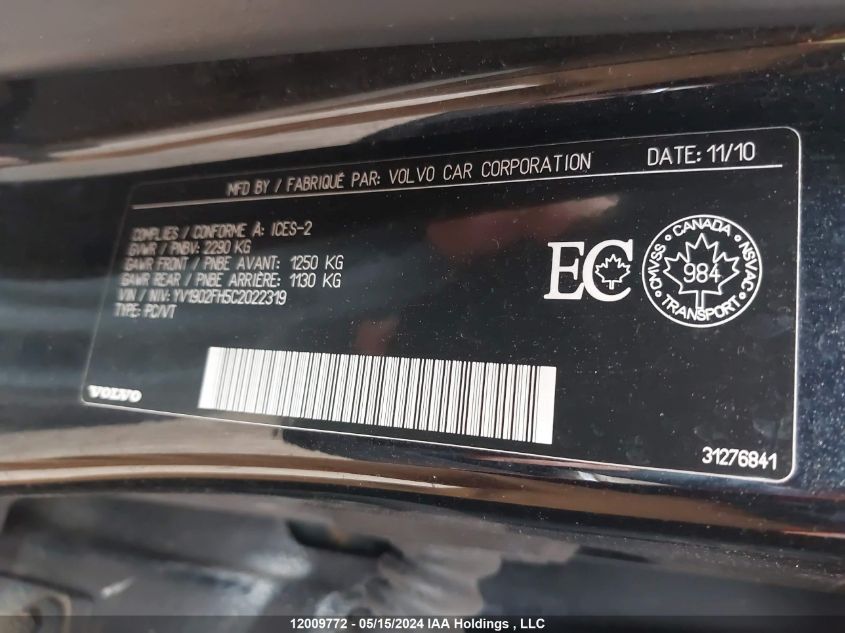 MFD BY / FABRIQUÉ PAR: VOLVO CAR CORPORATION DATE: 11/10
COMPLIES / CONFORME À: ICES-2
GVWR / PNBV: 2290 KG
GAWR FRONT / PNBE AVANT: 1250 KG
GAWR REAR / PNBE ARRIÈRE: 1130 KG
VIN / NIV: YV1902FH5C2022319
TYPE: PC/VT
EC
CANADA
CMVSS
984
NSVAC
TRANSPORT
VOLVO
31276841
12009772 - 05/15/2024 IAA Holdings , LLC